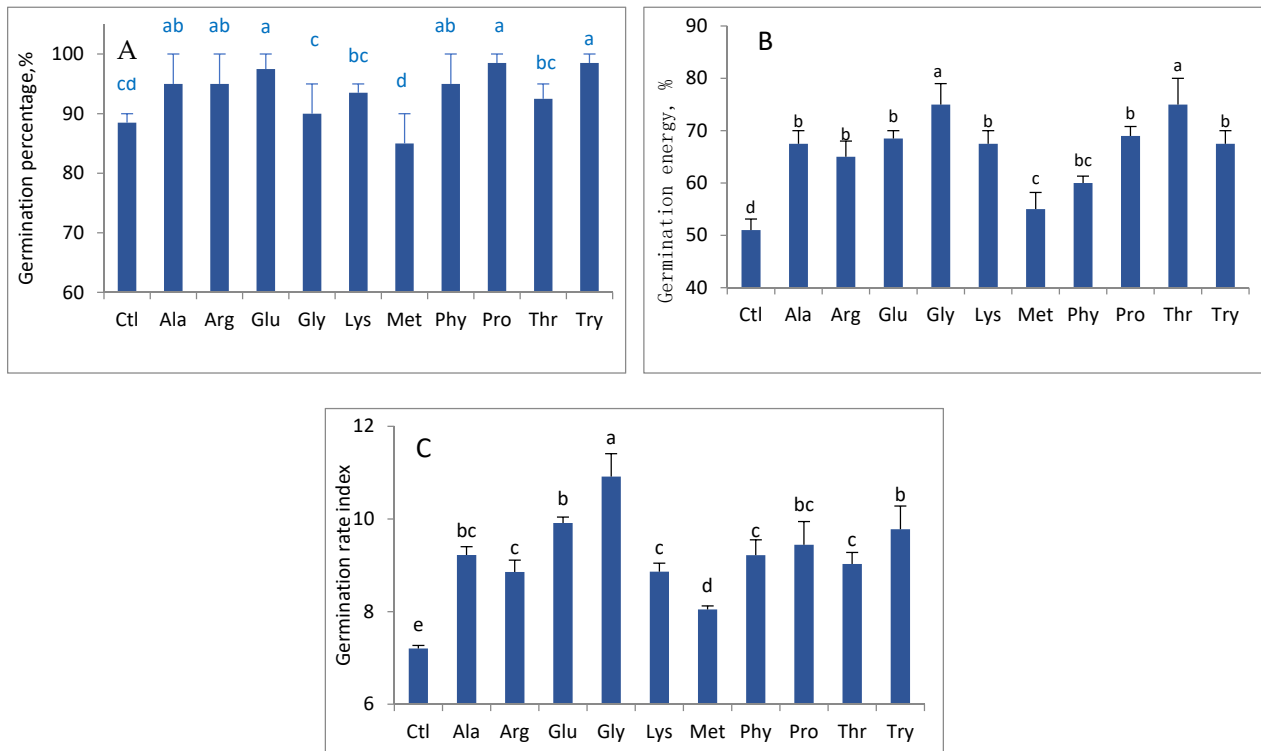 A
Germination percentage,%
100
90
80
70
60
cd ab ab a c bc d ab a bc a
Ctl Ala Arg Glu Gly Lys Met Phy Pro Thr Try
B
Germination energy, %
90
80
70
60
50
40
d b b b a b c bc b a b
Ctl Ala Arg Glu Gly Lys Met Phy Pro Thr Try
C
Germination rate index
12
10
8
6
e bc c b a c d c bc c b
Ctl Ala Arg Glu Gly Lys Met Phy Pro Thr Try